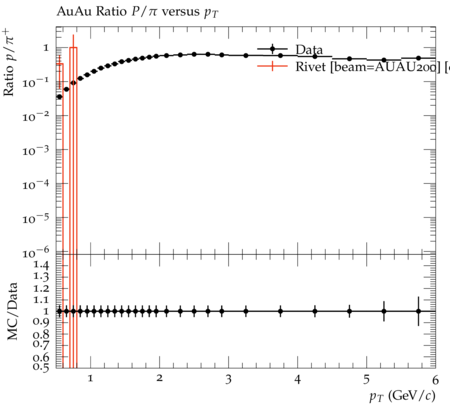 AuAu Ratio P/π versus p_T
Ratio p/π⁺
1
10⁻¹
10⁻²
10⁻³
10⁻⁴
10⁻⁵
10⁻⁶
Data
Rivet [beam=AUAU200] [
MC/Data
1.4
1.3
1.2
1.1
1
0.9
0.8
0.7
0.6
0.5
1 2 3 4 5 6
p_T (GeV/c)